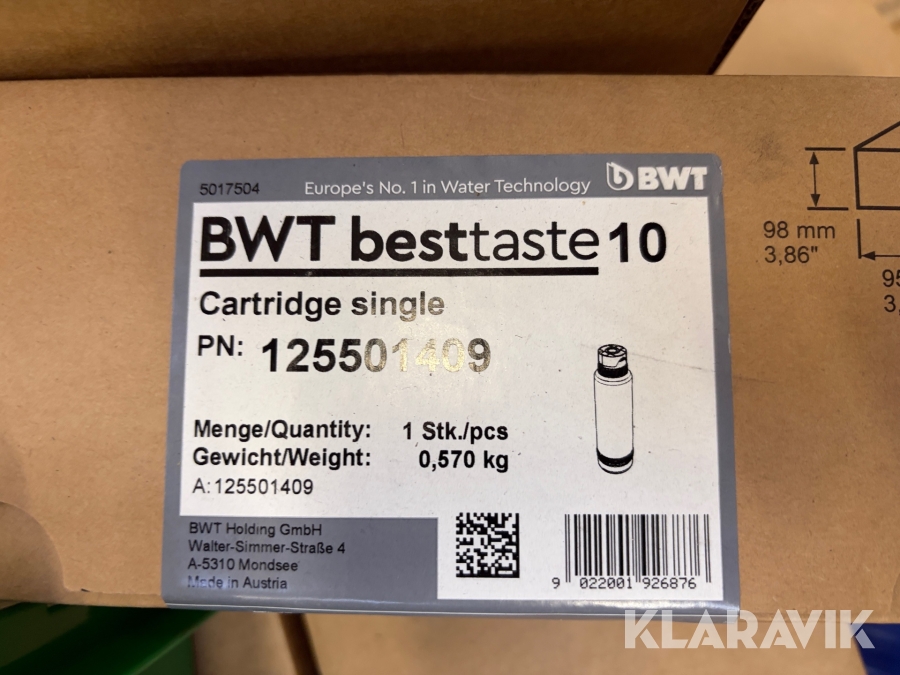 5017504
Europe's No. 1 in Water Technology
BWT
BWT besttaste 10
Cartridge single
PN: 125501409
Menge/Quantity: 1 Stk./pcs
Gewicht/Weight: 0,570 kg
A:125501409
BWT Holding GmbH
Walter-Simmer-Straße 4
A-5310 Mondsee
Made in Austria
9 022001 926876
98 mm
3,86"
KLARAVIK